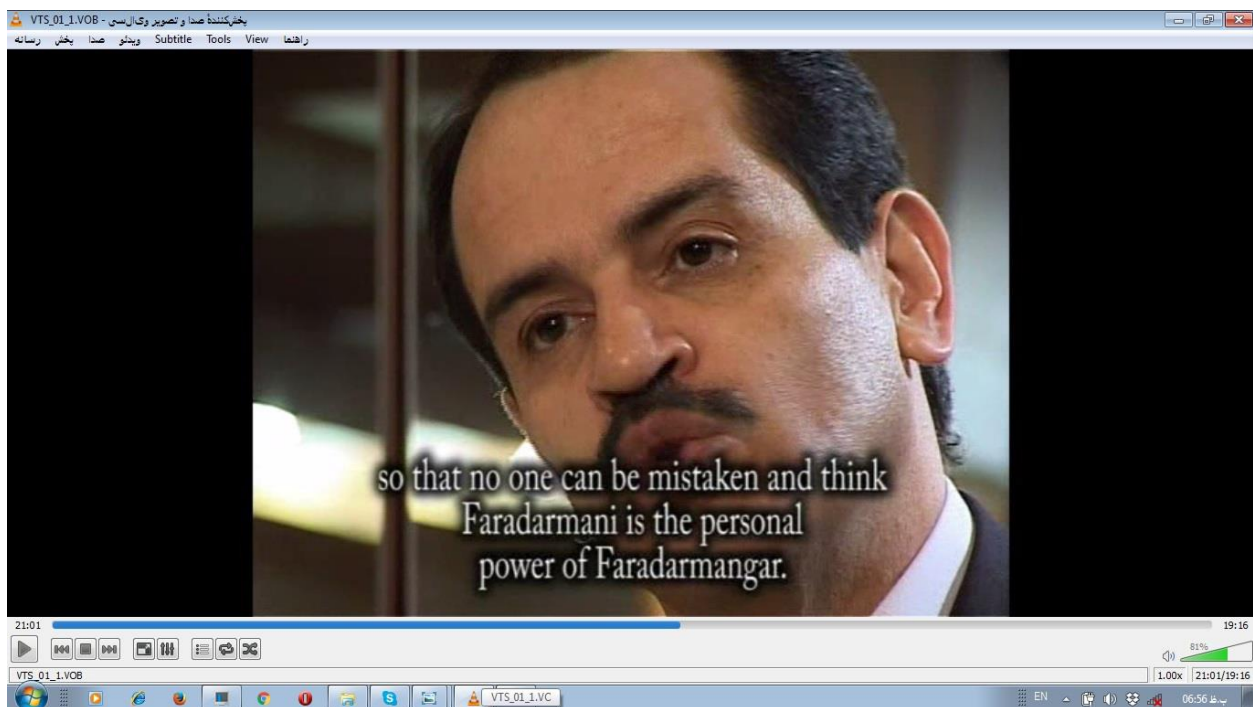 VTS_01_1.VOB - پخش‌کنندهٔ صدا و تصویر وی‌ال‌سی
رسانه پخش صدا ویدئو Subtitle Tools View راهنما
so that no one can be mistaken and think
Faradarmani is the personal
power of Faradarmangar.
21:01 19:16
81%
VTS_01_1.VOB 1.00x 21:01/19:16
VTS_01_1.VC EN 06:56 ب.ظ